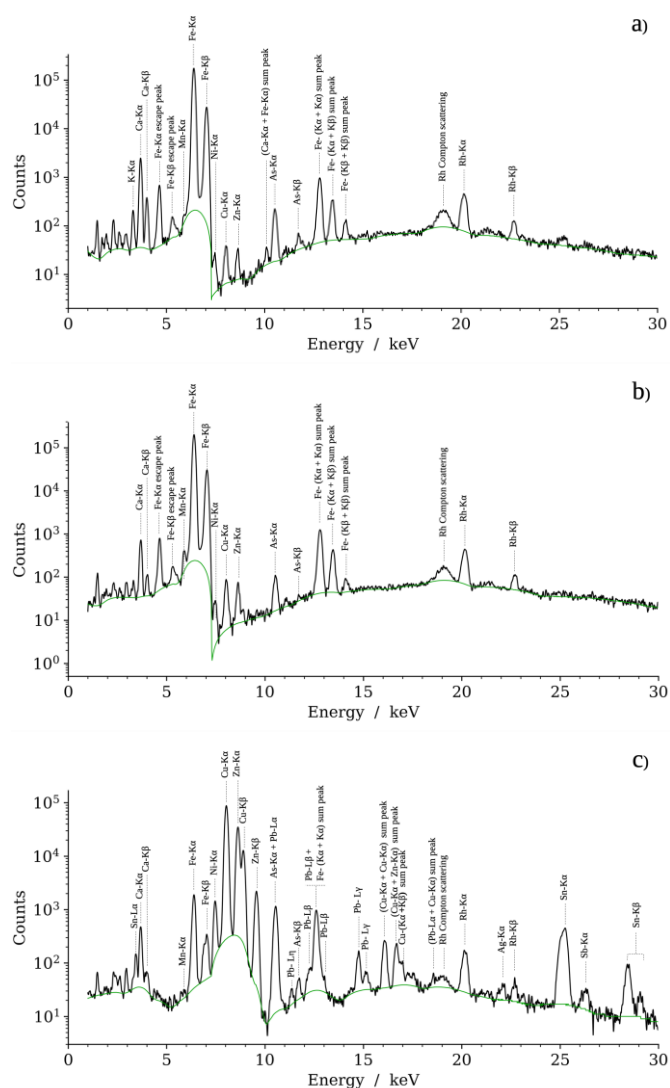 a)
K-Kα
Ca-Kα
Ca-Kβ
Fe-Kα escape peak
Fe-Kβ escape peak
Mn-Kα
Fe-Kα
Fe-Kβ
Ni-Kα
Cu-Kα
Zn-Kα
(Ca-Kα + Fe-Kα) sum peak
As-Kα
As-Kβ
Fe- (Kα + Kα) sum peak
Fe- (Kα + Kβ) sum peak
Fe- (Kβ + Kβ) sum peak
Rh Compton scattering
Rh-Kα
Rh-Kβ
Counts
10⁵
10⁴
10³
10²
10¹
0 5 10 15 20 25 30
Energy / keV
b)
Ca-Kα
Ca-Kβ
Fe-Kα escape peak
Fe-Kβ escape peak
Mn-Kα
Fe-Kα
Fe-Kβ
Ni-Kα
Cu-Kα
Zn-Kα
As-Kα
As-Kβ
Fe- (Kα + Kα) sum peak
Fe- (Kα + Kβ) sum peak
Fe- (Kβ + Kβ) sum peak
Rh Compton scattering
Rh-Kα
Rh-Kβ
Counts
10⁵
10⁴
10³
10²
10¹
10⁰
0 5 10 15 20 25 30
Energy / keV
c)
Sn-Lα
Ca-Kα
Ca-Kβ
Mn-Kα
Fe-Kα
Fe-Kβ
Ni-Kα
Cu-Kα
Zn-Kα
Cu-Kβ
Zn-Kβ
As-Kα + Pb-Lα
Pb- Lη
As-Kβ
Pb-Lβ
Pb-Lβ +
Fe- (Kα + Kα) sum peak
Pb-Lβ
Pb- Lγ
Pb- Lγ
(Cu-Kα + Cu-Kα) sum peak
(Cu-Kα + Zn-Kα) sum peak
Cu-(Kα+Kβ) sum peak
(Pb-Lα + Cu-Kα) sum peak
Rh Compton scattering
Rh-Kα
Ag-Kα
Rh-Kβ
Sn-Kα
Sb-Kα
Sn-Kβ
Counts
10⁵
10⁴
10³
10²
10¹
0 5 10 15 20 25 30
Energy / keV